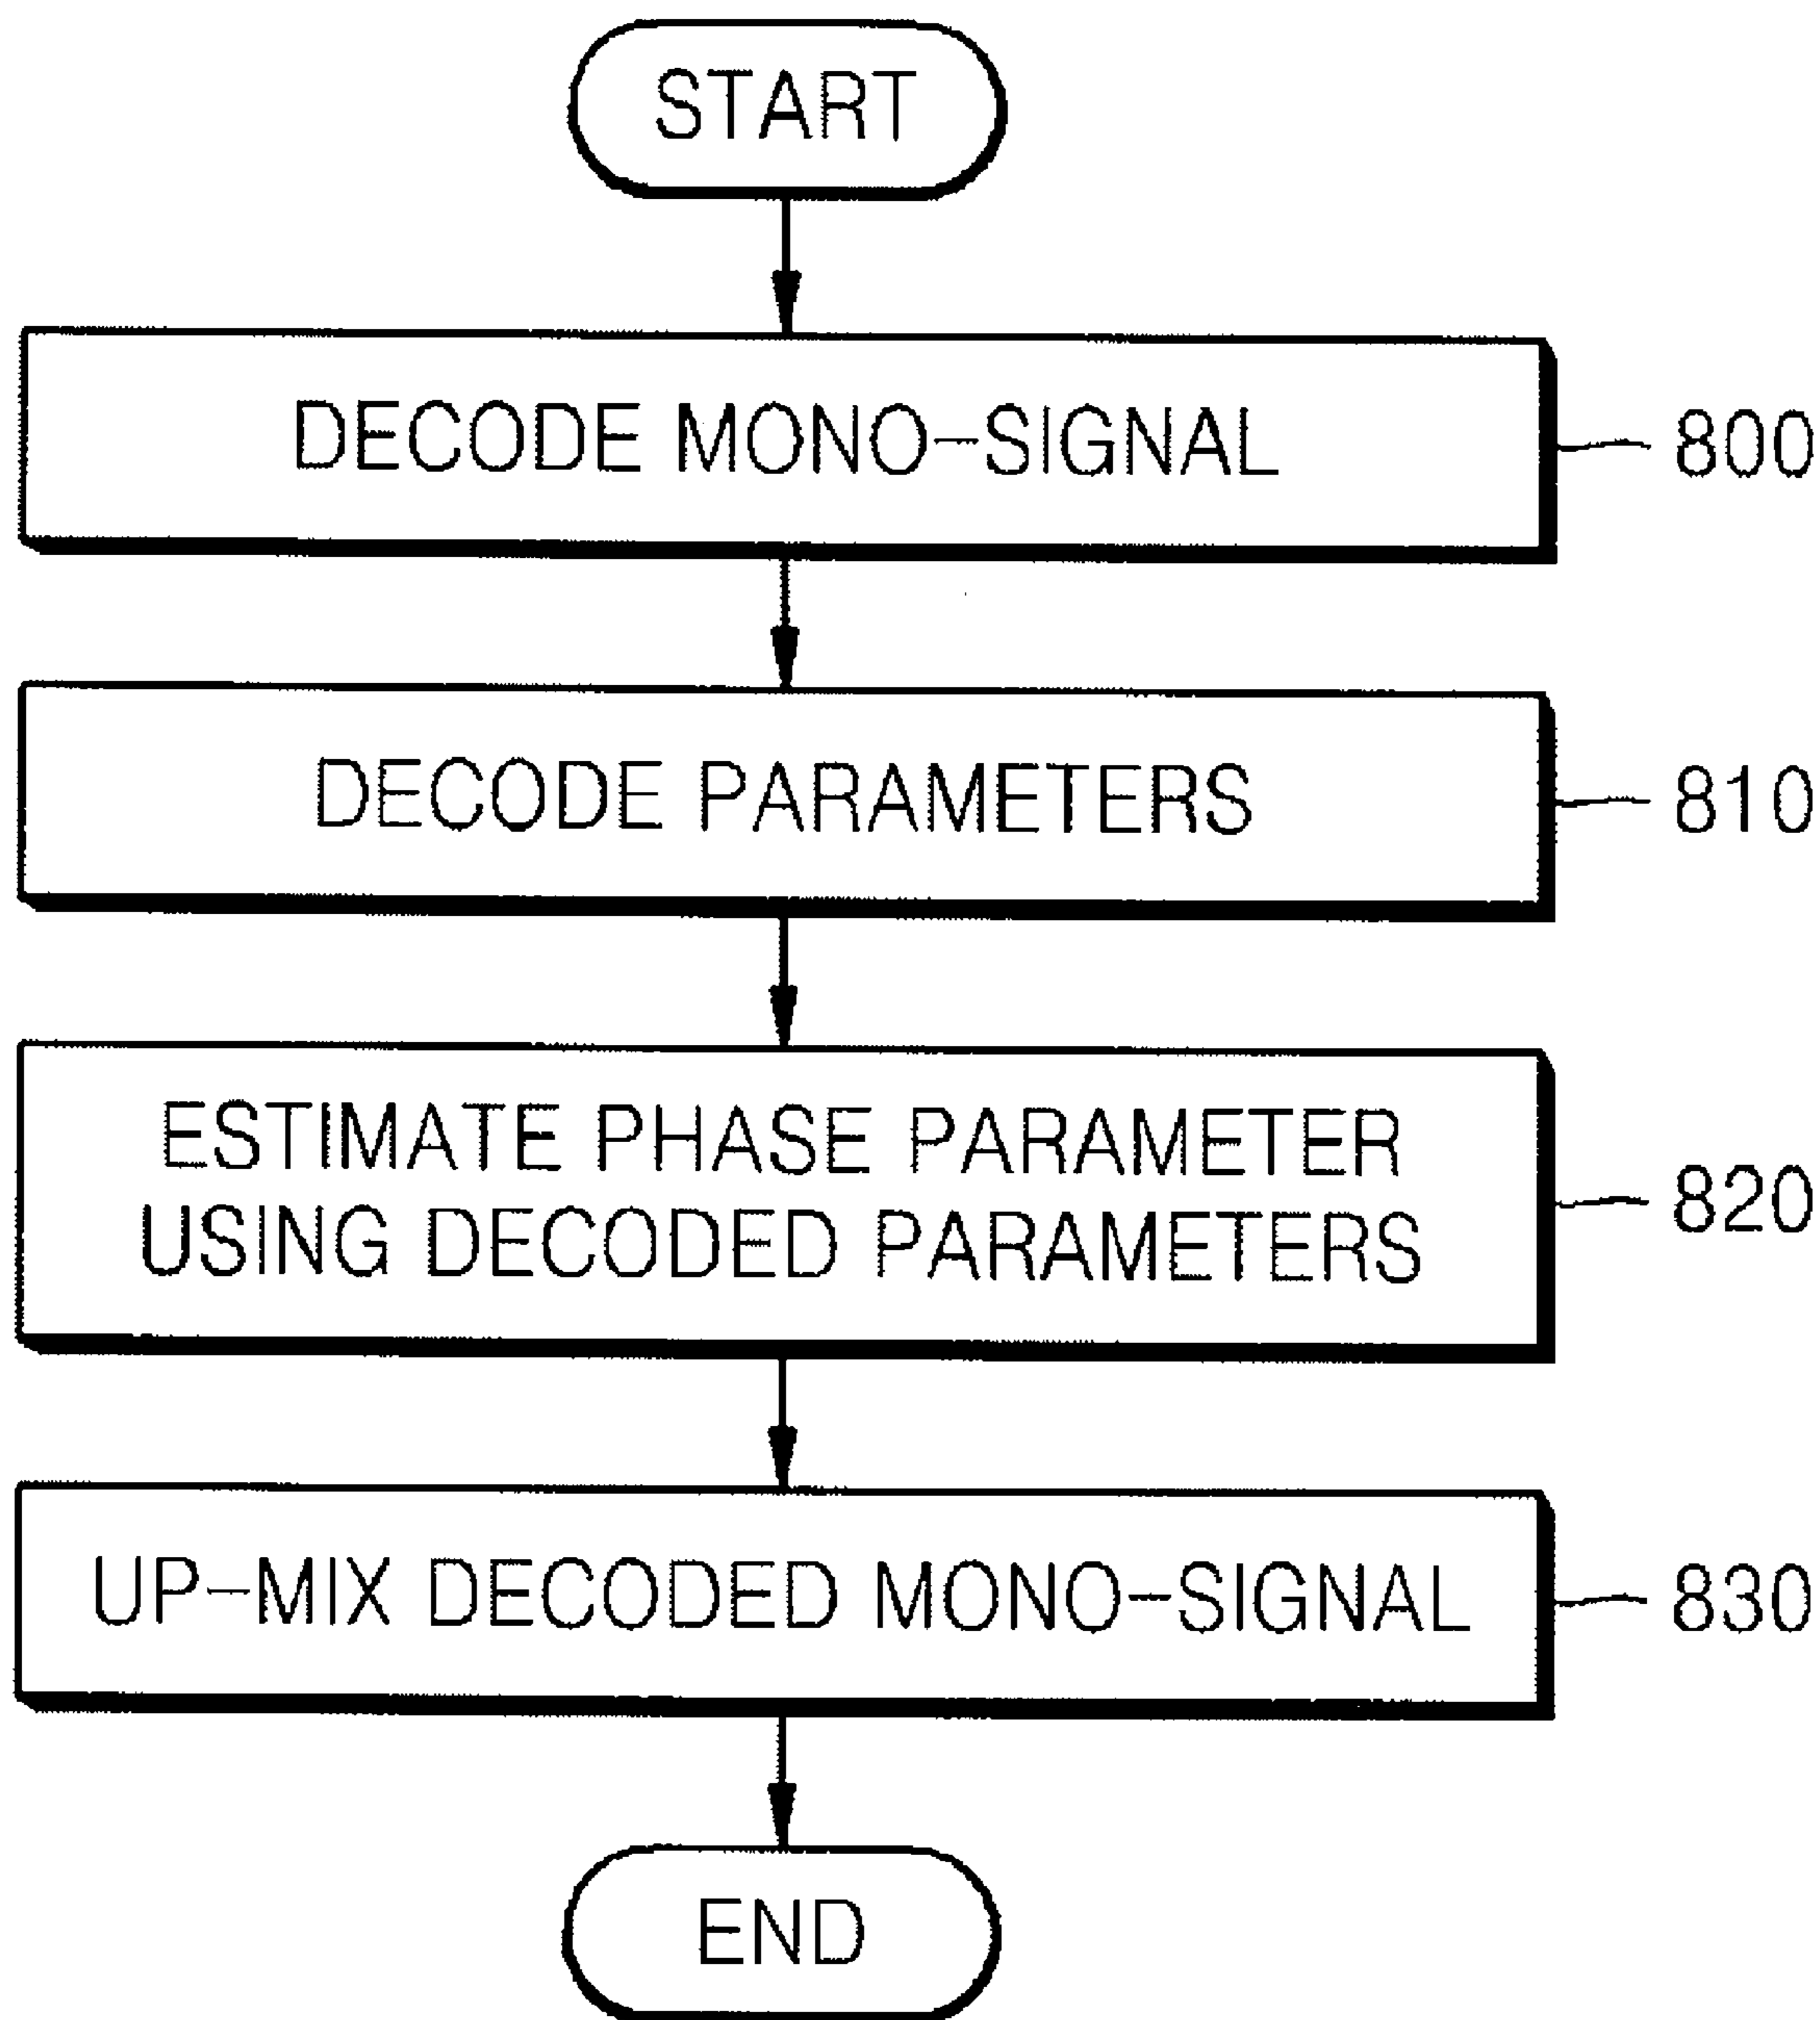 START
DECODE MONO-SIGNAL
800
DECODE PARAMETERS
810
ESTIMATE PHASE PARAMETER
USING DECODED PARAMETERS
820
UP-MIX DECODED MONO-SIGNAL
830
END